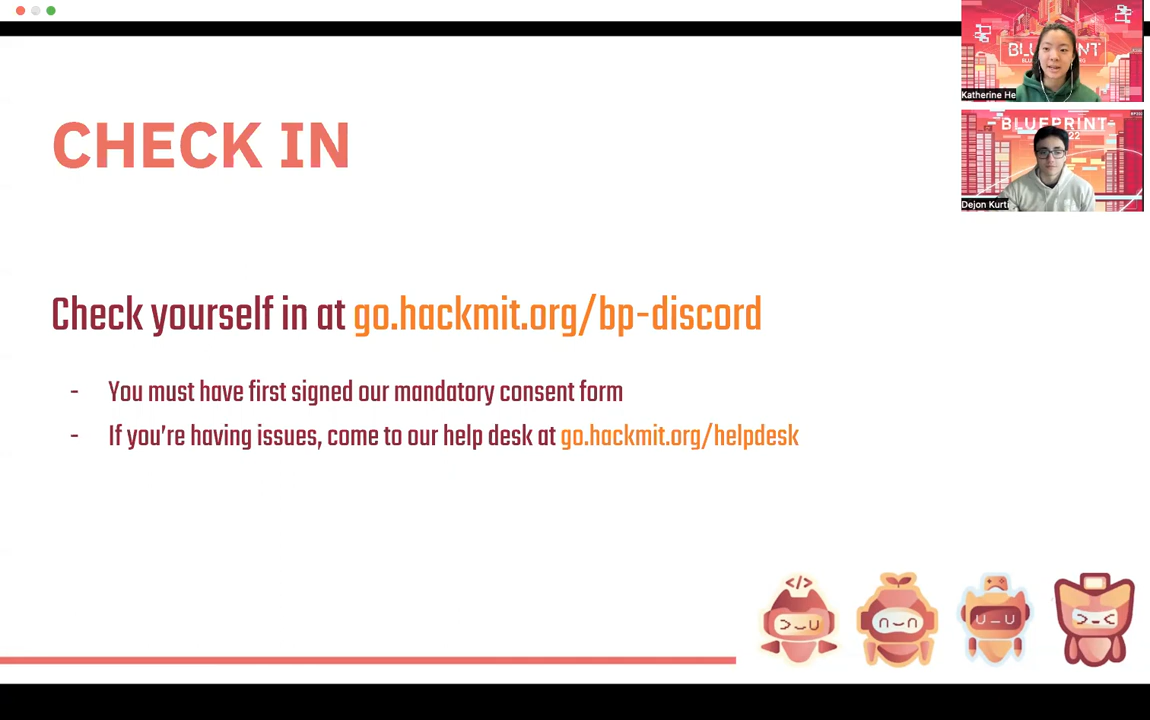 CHECK IN
Check yourself in at go.hackmit.org/bp-discord
- You must have first signed our mandatory consent form
- If you're having issues, come to our help desk at go.hackmit.org/helpdesk
Katherine He
BLUEPRINT
Dejon Kurti